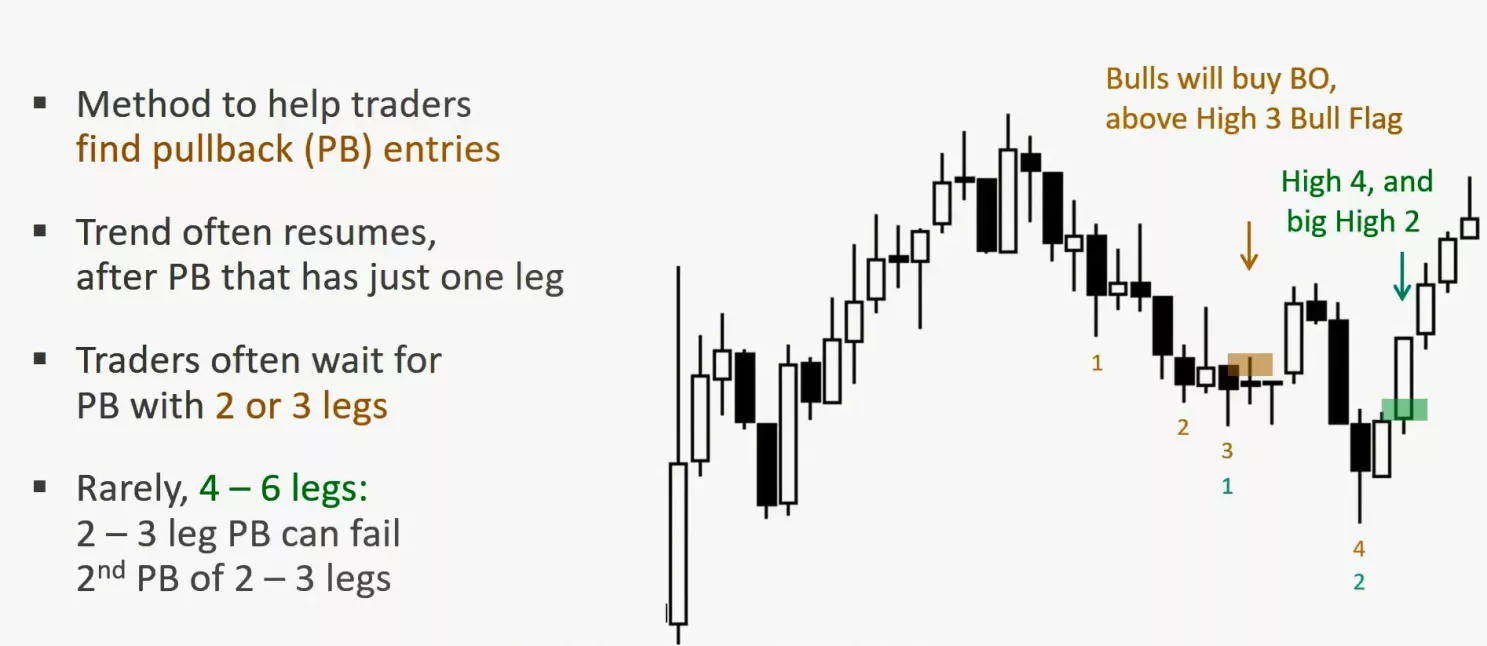 ▪ Method to help traders
find pullback (PB) entries
▪ Trend often resumes,
after PB that has just one leg
▪ Traders often wait for
PB with 2 or 3 legs
▪ Rarely, 4 – 6 legs:
2 – 3 leg PB can fail
2nd PB of 2 – 3 legs
Bulls will buy BO,
above High 3 Bull Flag
High 4, and
big High 2
1
2
3
1
4
2